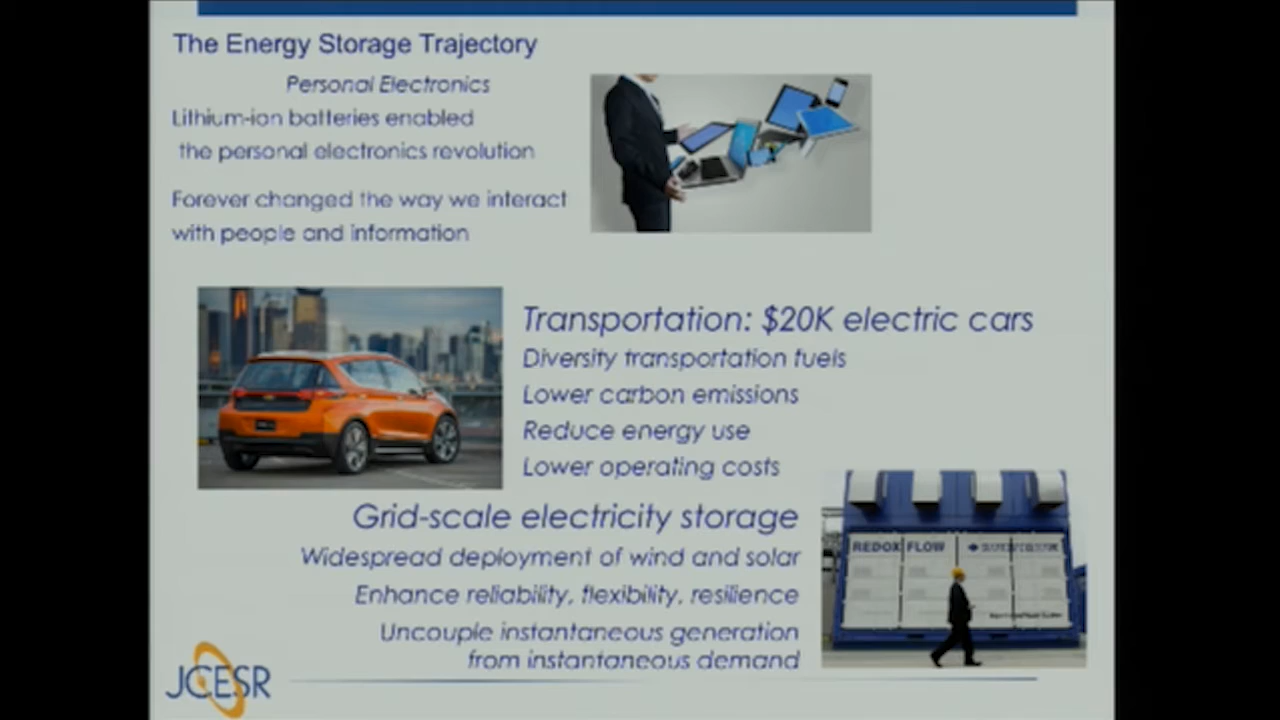 The Energy Storage Trajectory
Personal Electronics
Lithium-ion batteries enabled
the personal electronics revolution
Forever changed the way we interact
with people and information
Transportation: $20K electric cars
Diversity transportation fuels
Lower carbon emissions
Reduce energy use
Lower operating costs
Grid-scale electricity storage
Widespread deployment of wind and solar
Enhance reliability, flexibility, resilience
Uncouple instantaneous generation
from instantaneous demand
REDOX FLOW
JCESR